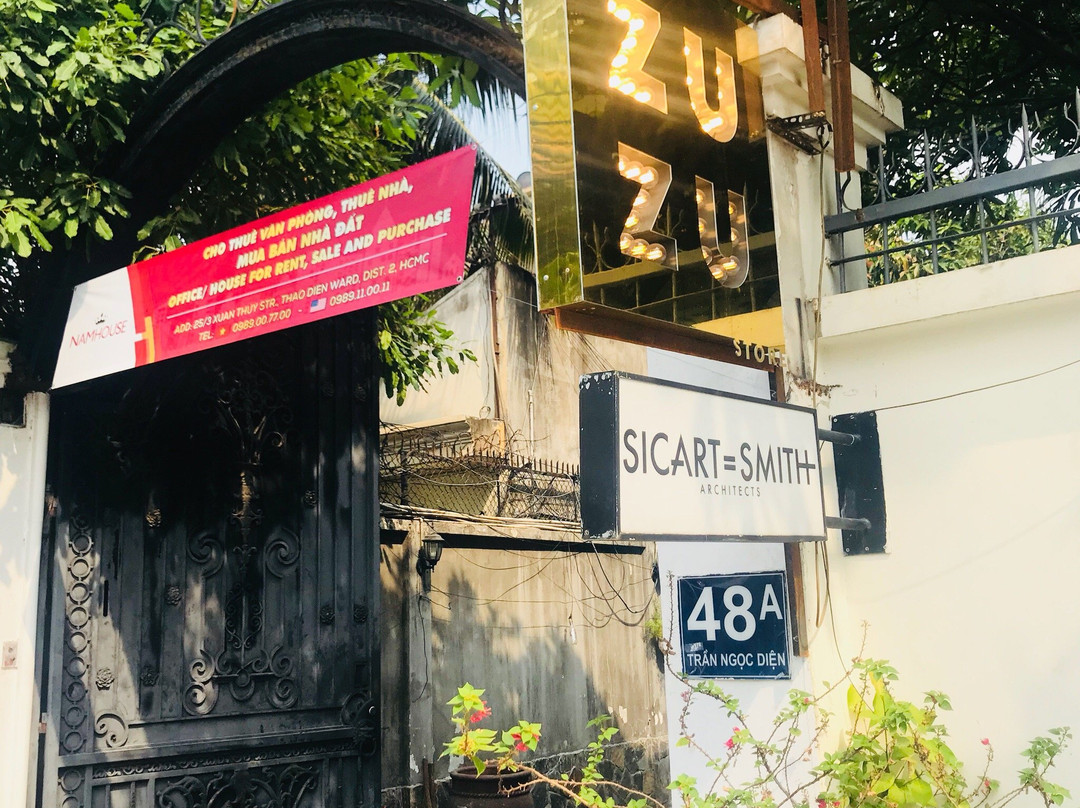 CHO THUÊ VĂN PHÒNG, THUÊ NHÀ,
MUA BÁN NHÀ ĐẤT
OFFICE/ HOUSE FOR RENT, SALE AND PURCHASE
ADD: 85/3 XUAN THUY STR., THAO DIEN WARD, DIST. 2, HCMC
TEL: 0989.00.77.00 0989.11.00.11
NAMHOUSE
ZU
ZU
STORE
SICART=SMITH
ARCHITECTS
48A
TRẦN NGỌC DIỆN